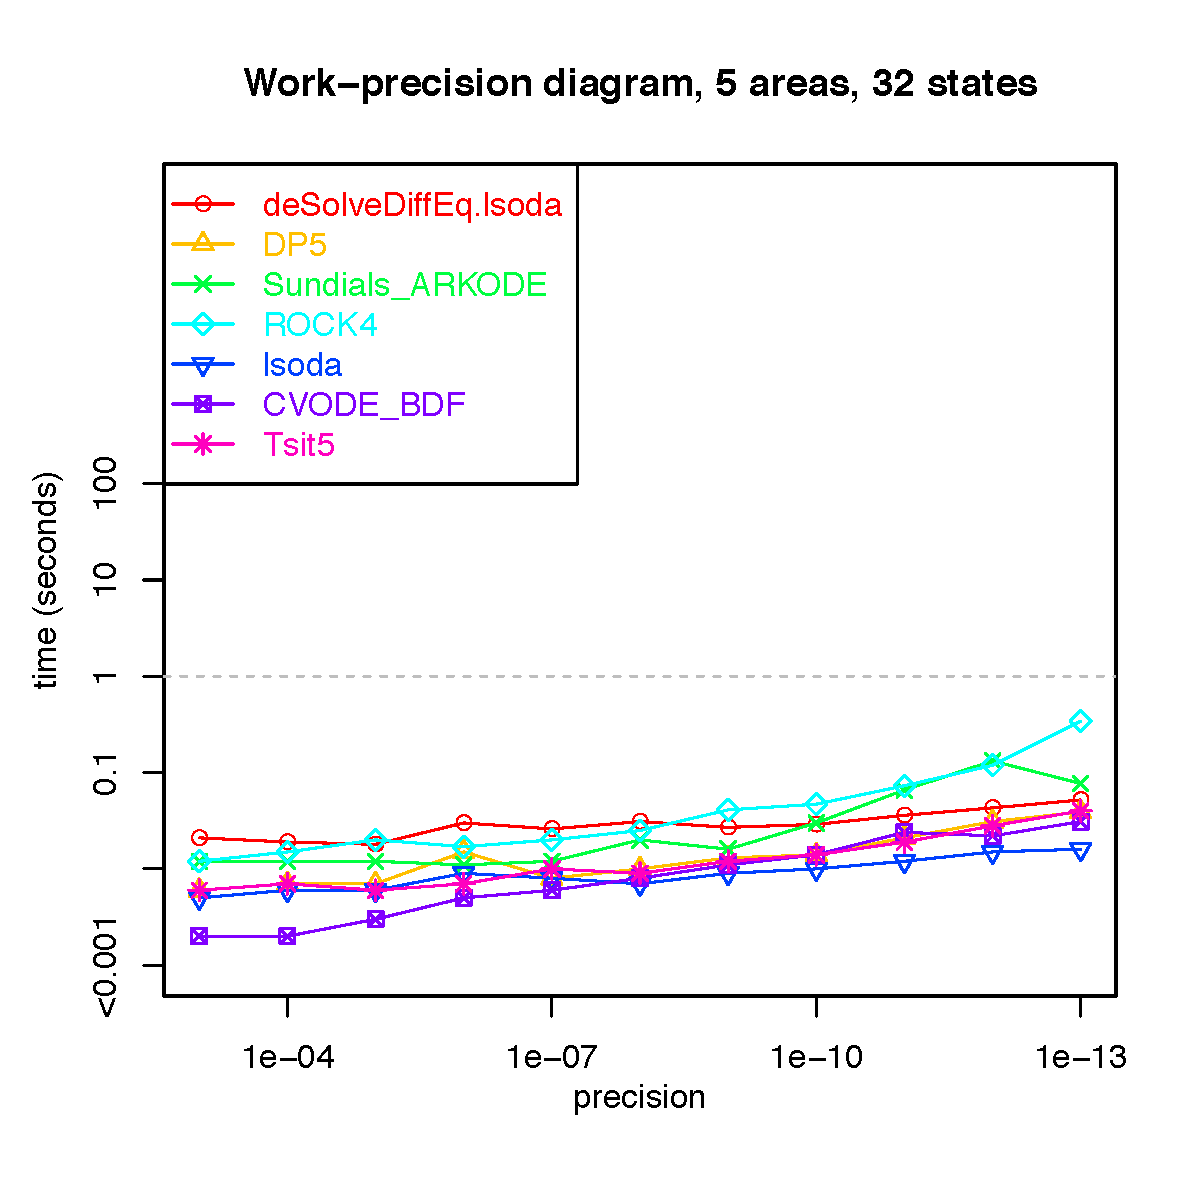 Work−precision diagram, 5 areas, 32 states
deSolveDiffEq.lsoda
DP5
Sundials_ARKODE
ROCK4
lsoda
CVODE_BDF
Tsit5
time (seconds)
100
10
1
0.1
<0.001
1e−04
1e−07
1e−10
1e−13
precision